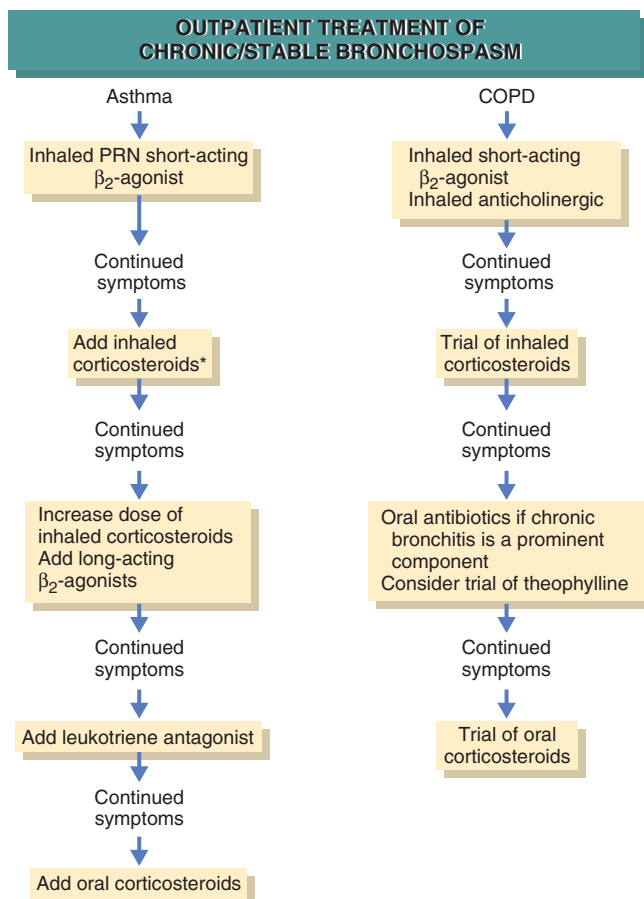 OUTPATIENT TREATMENT OF
CHRONIC/STABLE BRONCHOSPASM
Asthma
Inhaled PRN short-acting
β2-agonist
Continued
symptoms
Add inhaled
corticosteroids*
Continued
symptoms
Increase dose of
inhaled corticosteroids
Add long-acting
β2-agonists
Continued
symptoms
Add leukotriene antagonist
Continued
symptoms
Add oral corticosteroids
COPD
Inhaled short-acting
β2-agonist
Inhaled anticholinergic
Continued
symptoms
Trial of inhaled
corticosteroids
Continued
symptoms
Oral antibiotics if chronic
bronchitis is a prominent
component
Consider trial of theophylline
Continued
symptoms
Trial of oral
corticosteroids